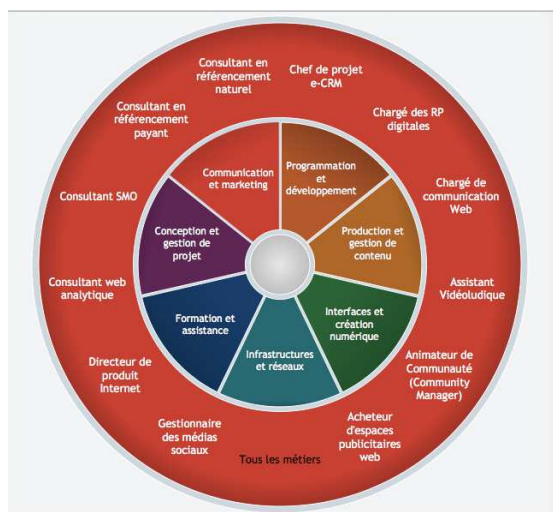 Consultant en
référencement
naturel
Chef de projet
e-CRM
Chargé des RP
digitales
Chargé de
communication
Web
Assistant
Vidéoludique
Animateur de
Communauté
(Community
Manager)
Acheteur
d'espaces
publicitaires
web
Tous les métiers
Gestionnaire
des médias
sociaux
Directeur de
produit
Internet
Consultant web
analytique
Consultant SMO
Consultant en
référencement
payant
Communication
et marketing
Programmation
et
développement
Production et
gestion de
contenu
Interfaces et
création
numérique
Infrastructures
et réseaux
Formation et
assistance
Conception et
gestion de
projet